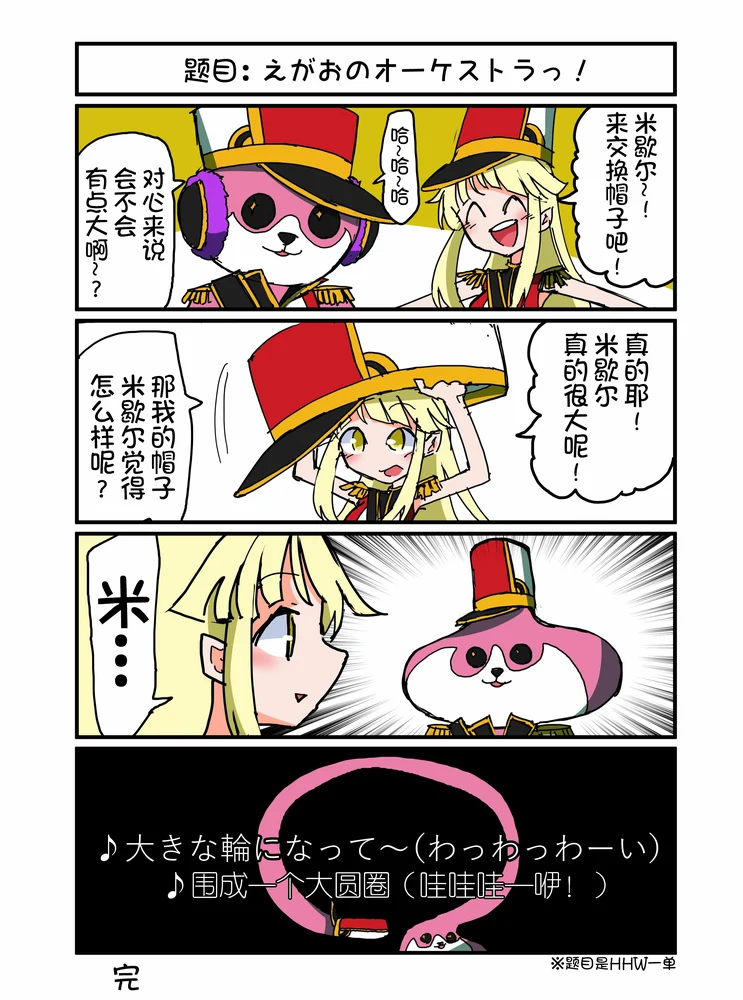 题目：えがおのオーケストラっ！
米歇尔~！
来交换帽子吧！
哈~哈~哈
对心来说
会不会
有点大啊~？
真的耶！
米歇尔
真的很大呢！
那我的帽子
米歇尔觉得
怎么样呢？
米…
♪大きな輪になって～(わっわっわーい)
♪围成一个大圆圈（哇哇哇—咿！）
※题目是HHW一单
完